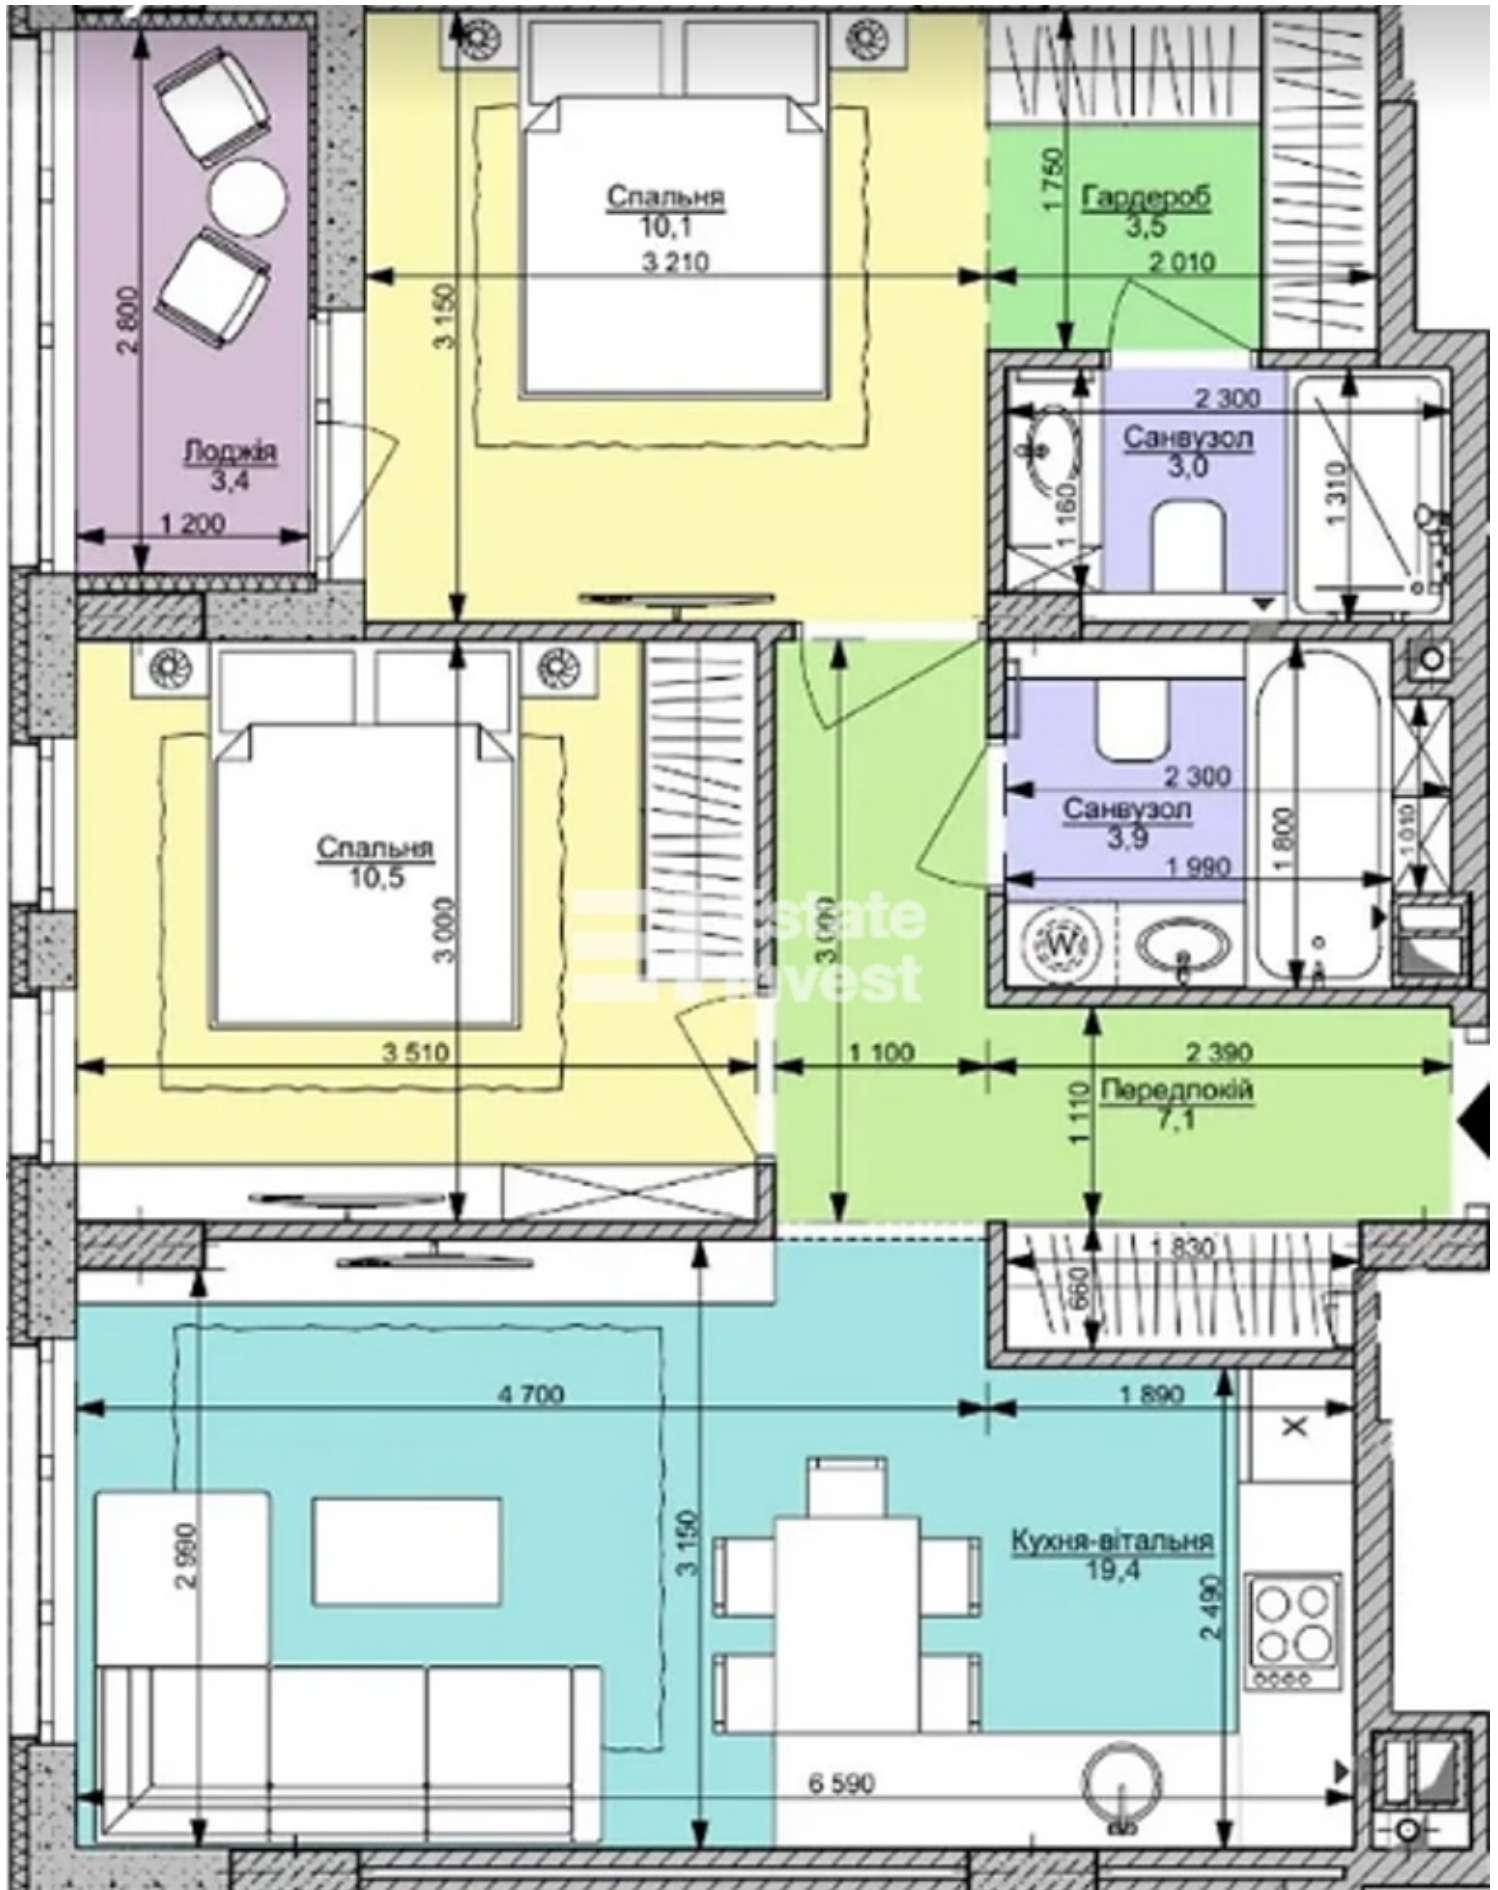 Спальня
10,1
3 210
3 150
1 750
Гардероб
3,5
2 010
2 800
Лоджія
3,4
1 200
2 300
Санвузол
3,0
1 160
1 310
2 300
Санвузол
3,9
1 990
1 800
1 010
W
Спальня
10,5
3 000
3 510
3 000
Estate
Invest
1 100
2 390
Передпокій
7,1
1 110
1 830
660
4 700
1 890
X
2 990
3 150
Кухня-вітальня
19,4
2 490
6 590